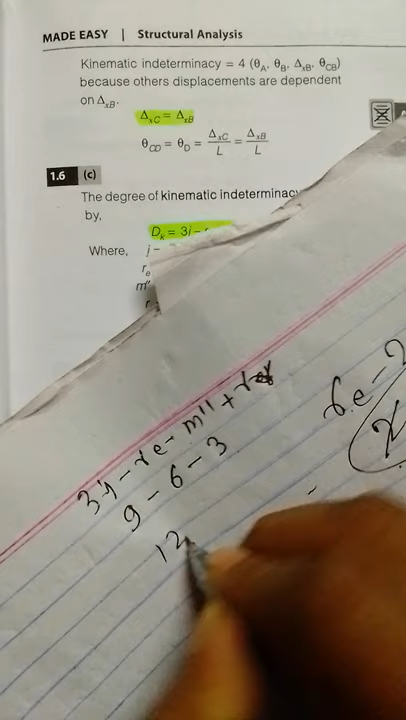 MADE EASY | Structural Analysis
Kinematic indeterminacy = 4 (θA, θB, ΔxB, θCB)
because others displacements are dependent
on ΔxB.
ΔxC = ΔxB
θCD = θD = ΔxC/L = ΔxB/L
1.6 (c)
The degree of kinematic indeterminacy
by,
Dk = 3j –
Where, j –
re
m"
r
3j – re – m" + r
9 – 6 – 3
12
re –